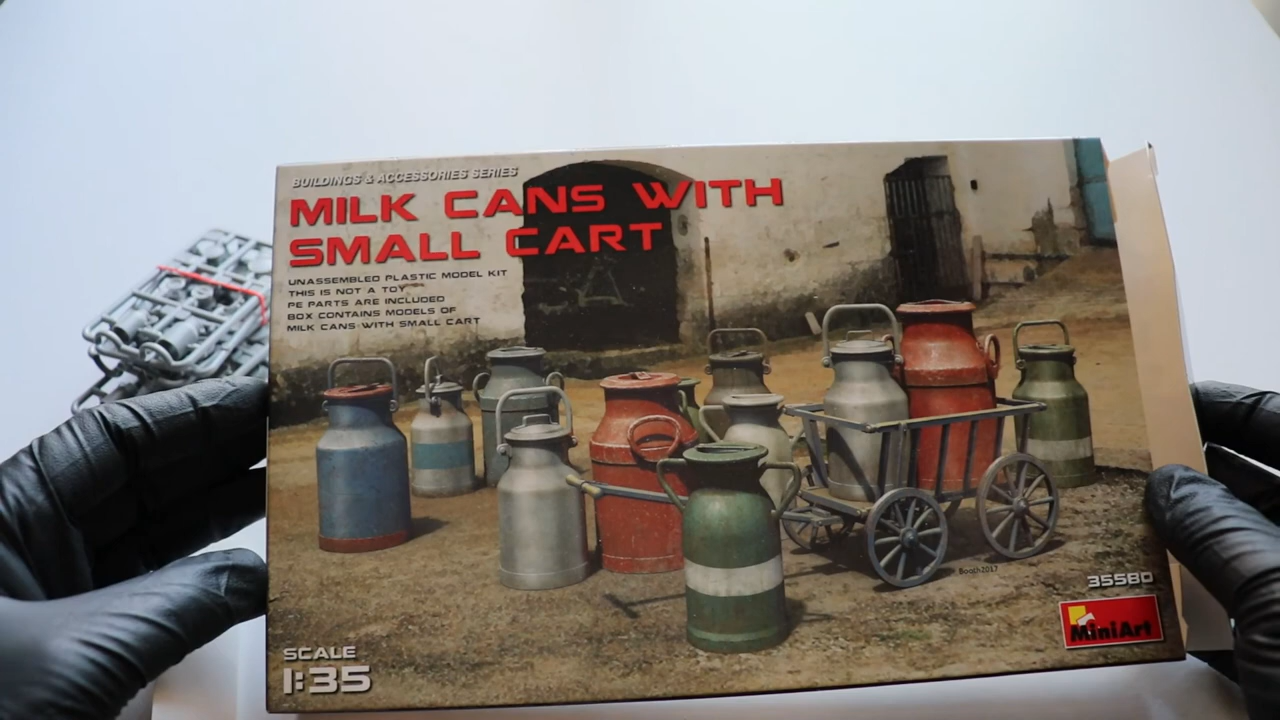 BUILDINGS & ACCESSORIES SERIES
MILK CANS WITH
SMALL CART
UNASSEMBLED PLASTIC MODEL KIT
THIS IS NOT A TOY
PE PARTS ARE INCLUDED
BOX CONTAINS MODELS OF
MILK CANS WITH SMALL CART
Booth2017
35580
MiniArt
SCALE
1:35